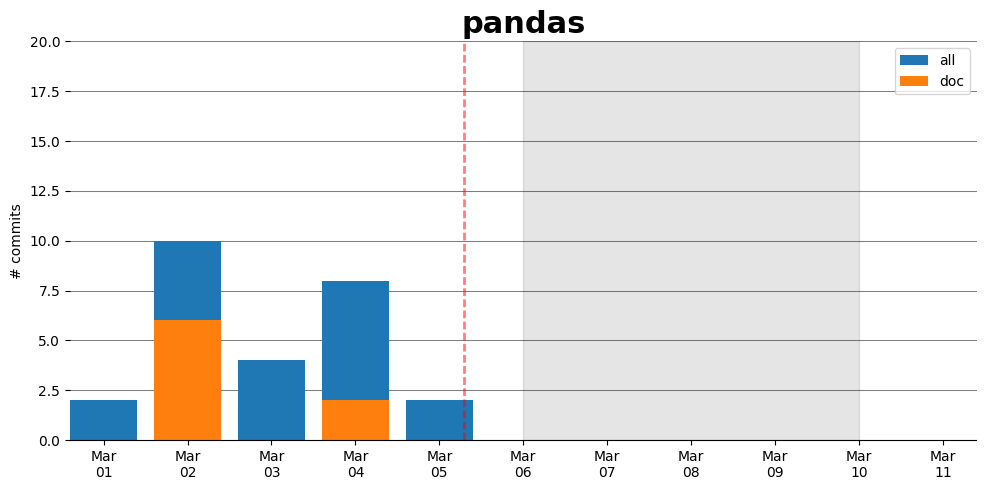 pandas
20.0
17.5
15.0
12.5
10.0
7.5
5.0
2.5
0.0
# commits
all
doc
Mar 01
Mar 02
Mar 03
Mar 04
Mar 05
Mar 06
Mar 07
Mar 08
Mar 09
Mar 10
Mar 11